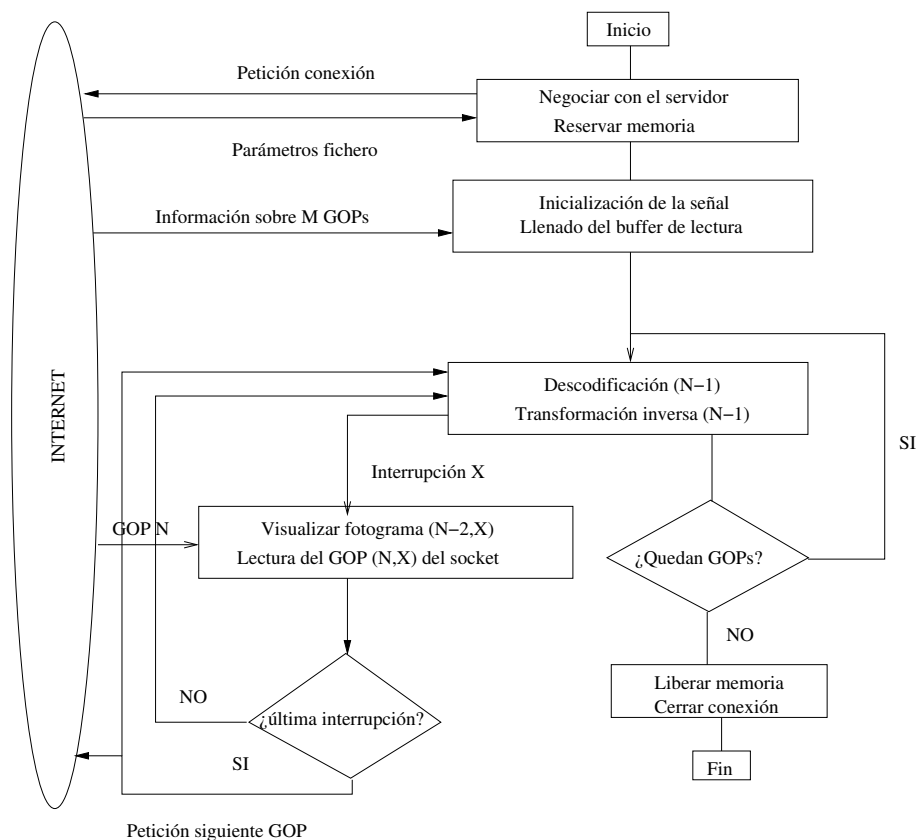 Inicio
Petición conexión
Negociar con el servidor
Reservar memoria
Parámetros fichero
Inicialización de la señal
Llenado del buffer de lectura
Información sobre M GOPs
INTERNET
Descodificación (N−1)
Transformación inversa (N−1)
SI
Interrupción X
GOP N
Visualizar fotograma (N−2,X)
Lectura del GOP (N,X) del socket
¿Quedan GOPs?
NO
NO
¿última interrupción?
Liberar memoria
Cerrar conexión
SI
Fin
Petición siguiente GOP